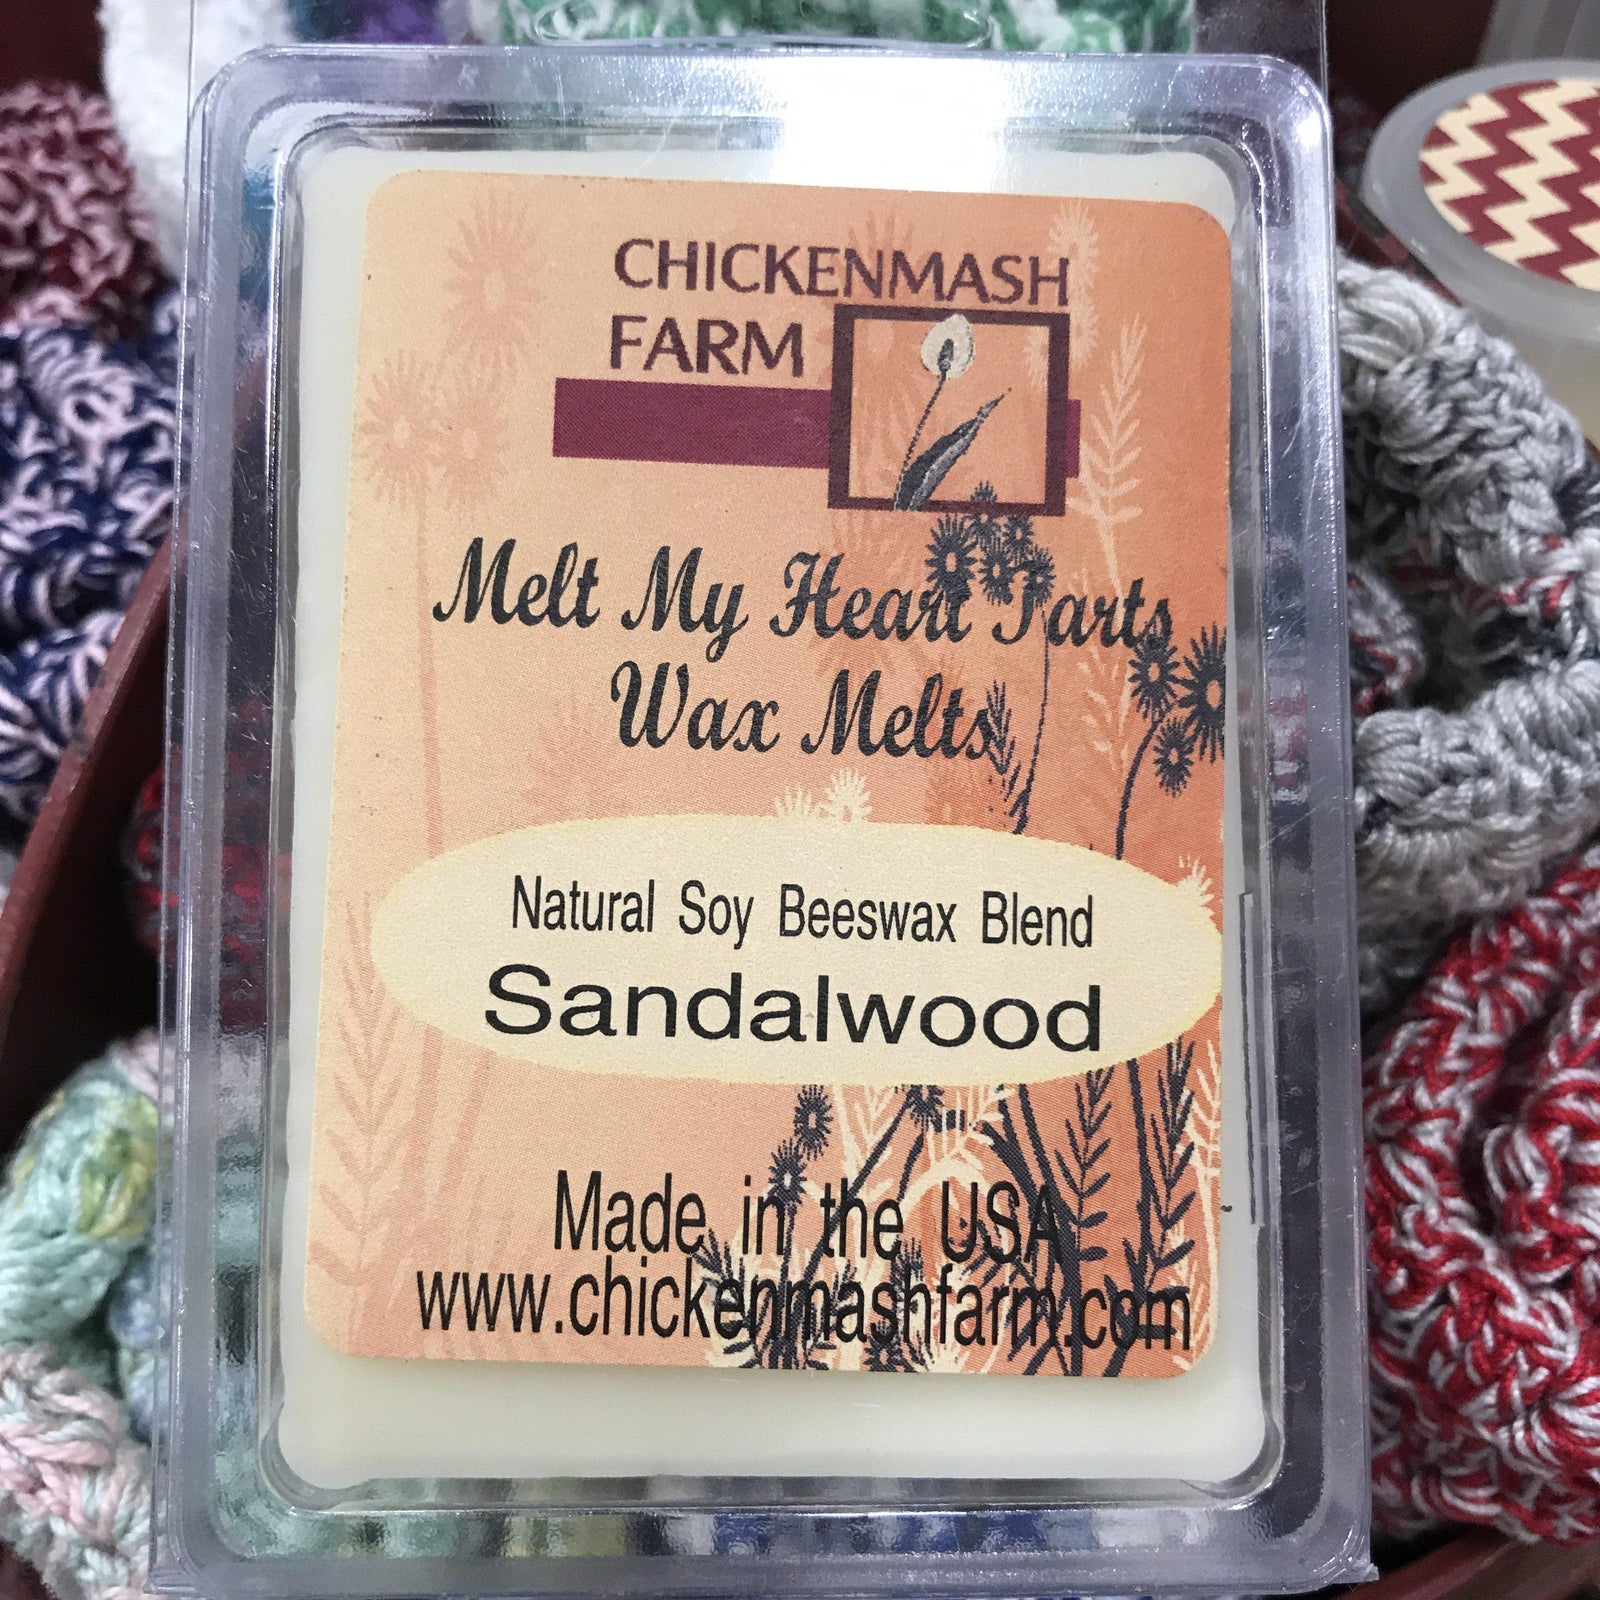 CHICKENMASH
FARM
Melt My Heart Tarts
Wax Melts
Natural Soy Beeswax Blend
Sandalwood
Made in the USA
www.chickenmashfarm.com